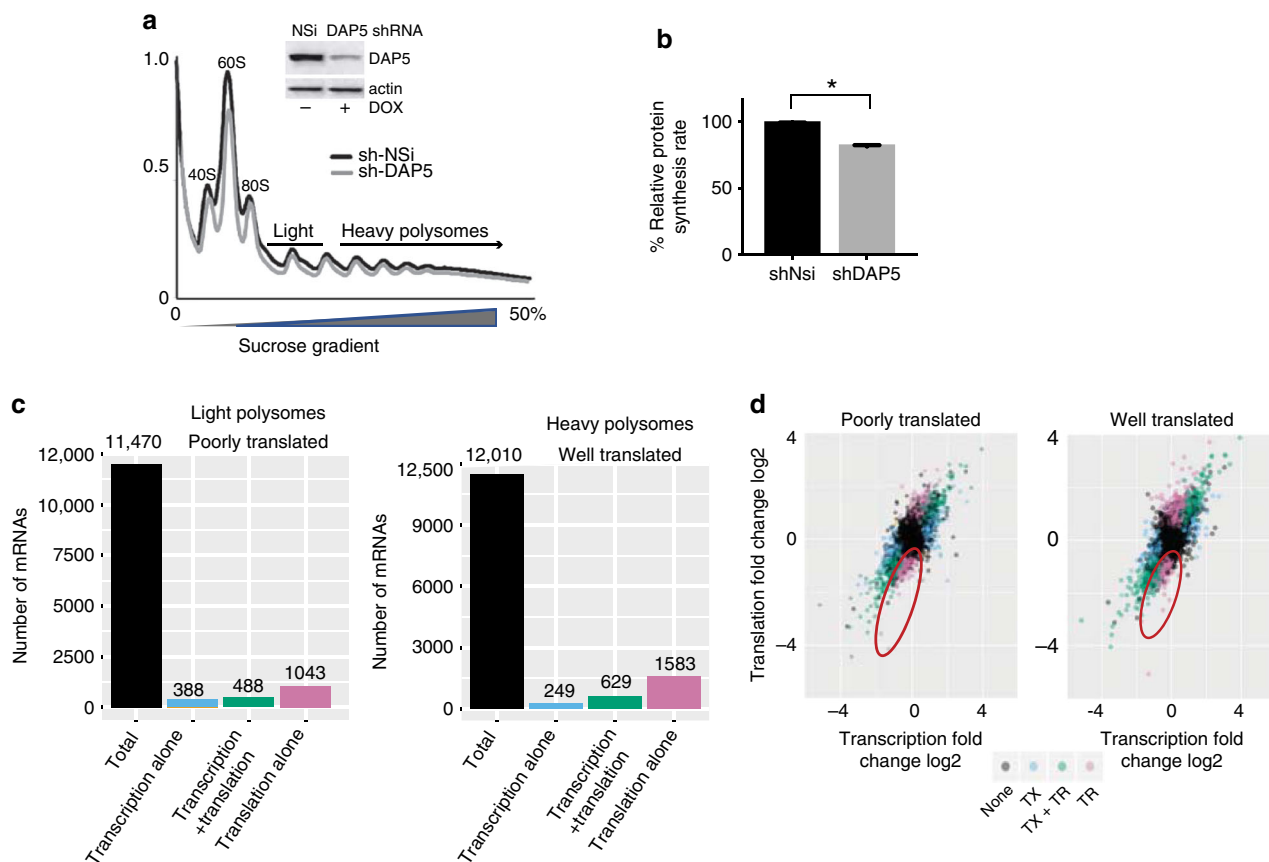 a
NSi DAP5 shRNA
DAP5
actin
− + DOX
1.0
0.5
0
60S
40S
80S
sh-NSi
sh-DAP5
Light
Heavy polysomes
0
50%
Sucrose gradient
b
*
% Relative protein
synthesis rate
100
50
0
shNsi
shDAP5
c
Light polysomes
Poorly translated
11,470
Number of mRNAs
12,000
10,000
7500
5000
2500
0
388
488
1043
Total
Transcription alone
Transcription
+translation
Translation alone
Heavy polysomes
Well translated
12,010
Number of mRNAs
12,500
9000
6000
3000
0
249
629
1583
Total
Transcription alone
Transcription
+translation
Translation alone
d
Poorly translated
Translation fold change log2
4
0
−4
−4
0
4
Transcription fold
change log2
Well translated
4
0
−4
-4
0
4
Transcription fold
change log2
None
TX
TX + TR
TR